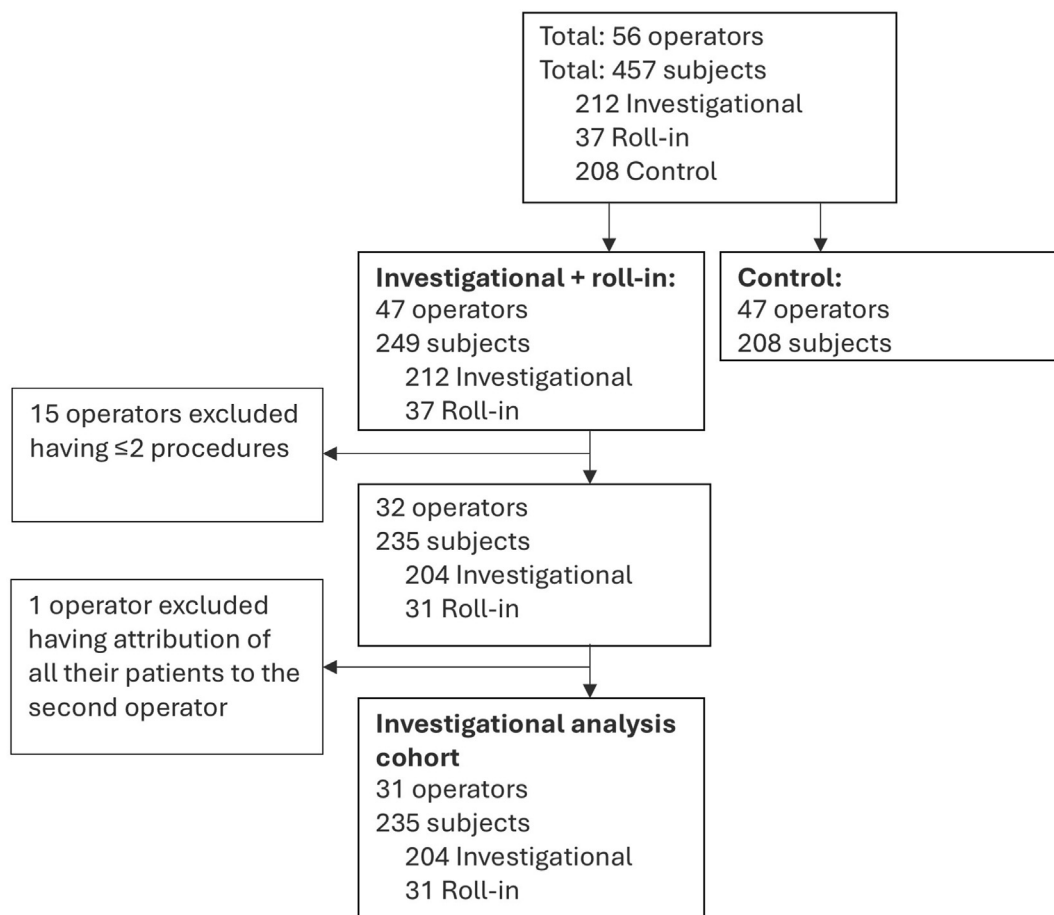 Total: 56 operators
Total: 457 subjects
212 Investigational
37 Roll-in
208 Control
Investigational + roll-in:
47 operators
249 subjects
212 Investigational
37 Roll-in
Control:
47 operators
208 subjects
15 operators excluded
having ≤2 procedures
32 operators
235 subjects
204 Investigational
31 Roll-in
1 operator excluded
having attribution of
all their patients to the
second operator
Investigational analysis
cohort
31 operators
235 subjects
204 Investigational
31 Roll-in